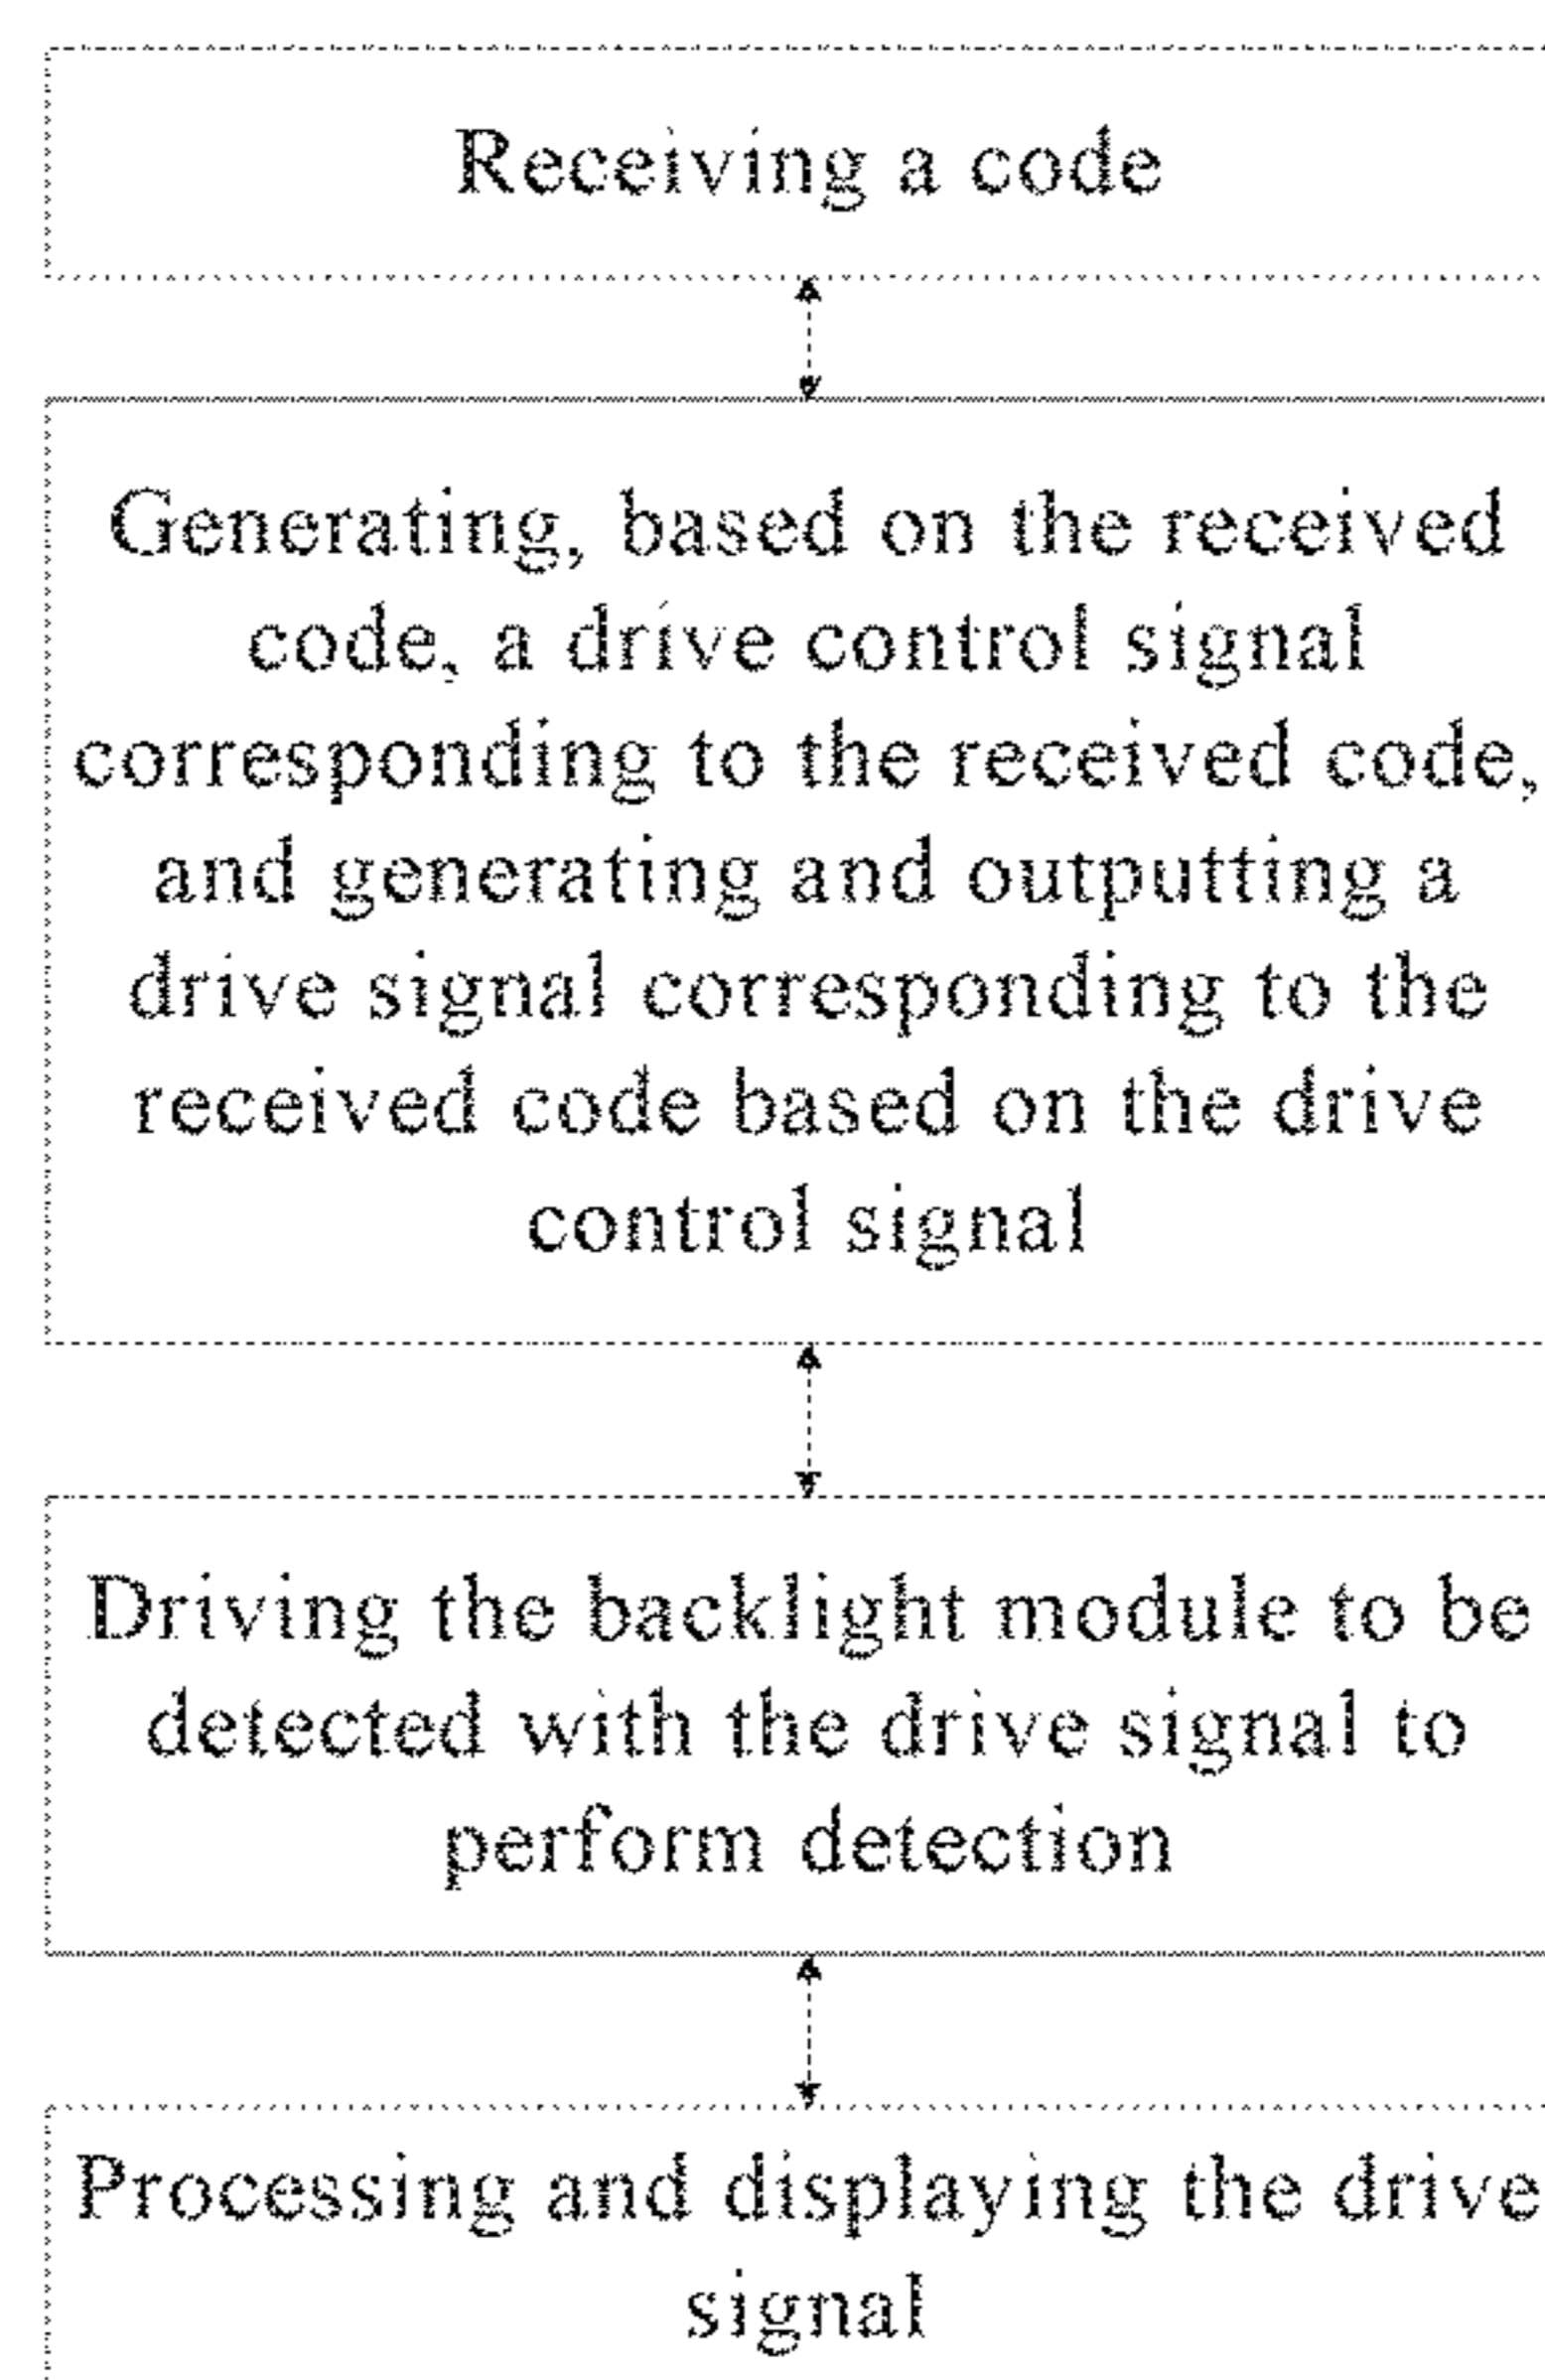 Receiving a code
Generating, based on the received
code, a drive control signal
corresponding to the received code,
and generating and outputting a
drive signal corresponding to the
received code based on the drive
control signal
Driving the backlight module to be
detected with the drive signal to
perform detection
Processing and displaying the drive
signal